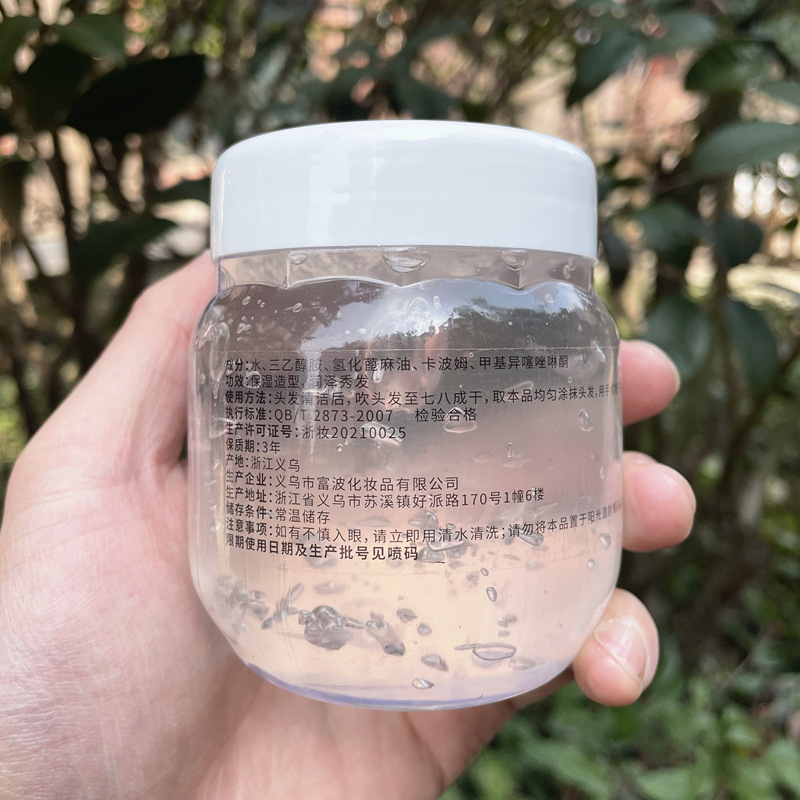 成分:水、三乙醇胺、氢化蓖麻油、卡波姆、甲基异噻唑啉酮
功效:保湿造型,润泽秀发
使用方法:头发清洁后,吹头发至七八成干,取本品均匀涂抹头发,用手
执行标准:QB/T 2873-2007 检验合格
生产许可证号:浙妆20210025
保质期:3年
产地:浙江义乌
生产企业:义乌市富波化妆品有限公司
生产地址:浙江省义乌市苏溪镇好派路170号1幢6楼
储存条件:常温储存
注意事项:如有不慎入眼,请立即用清水清洗;请勿将本品置于阳光直射
限期使用日期及生产批号见喷码